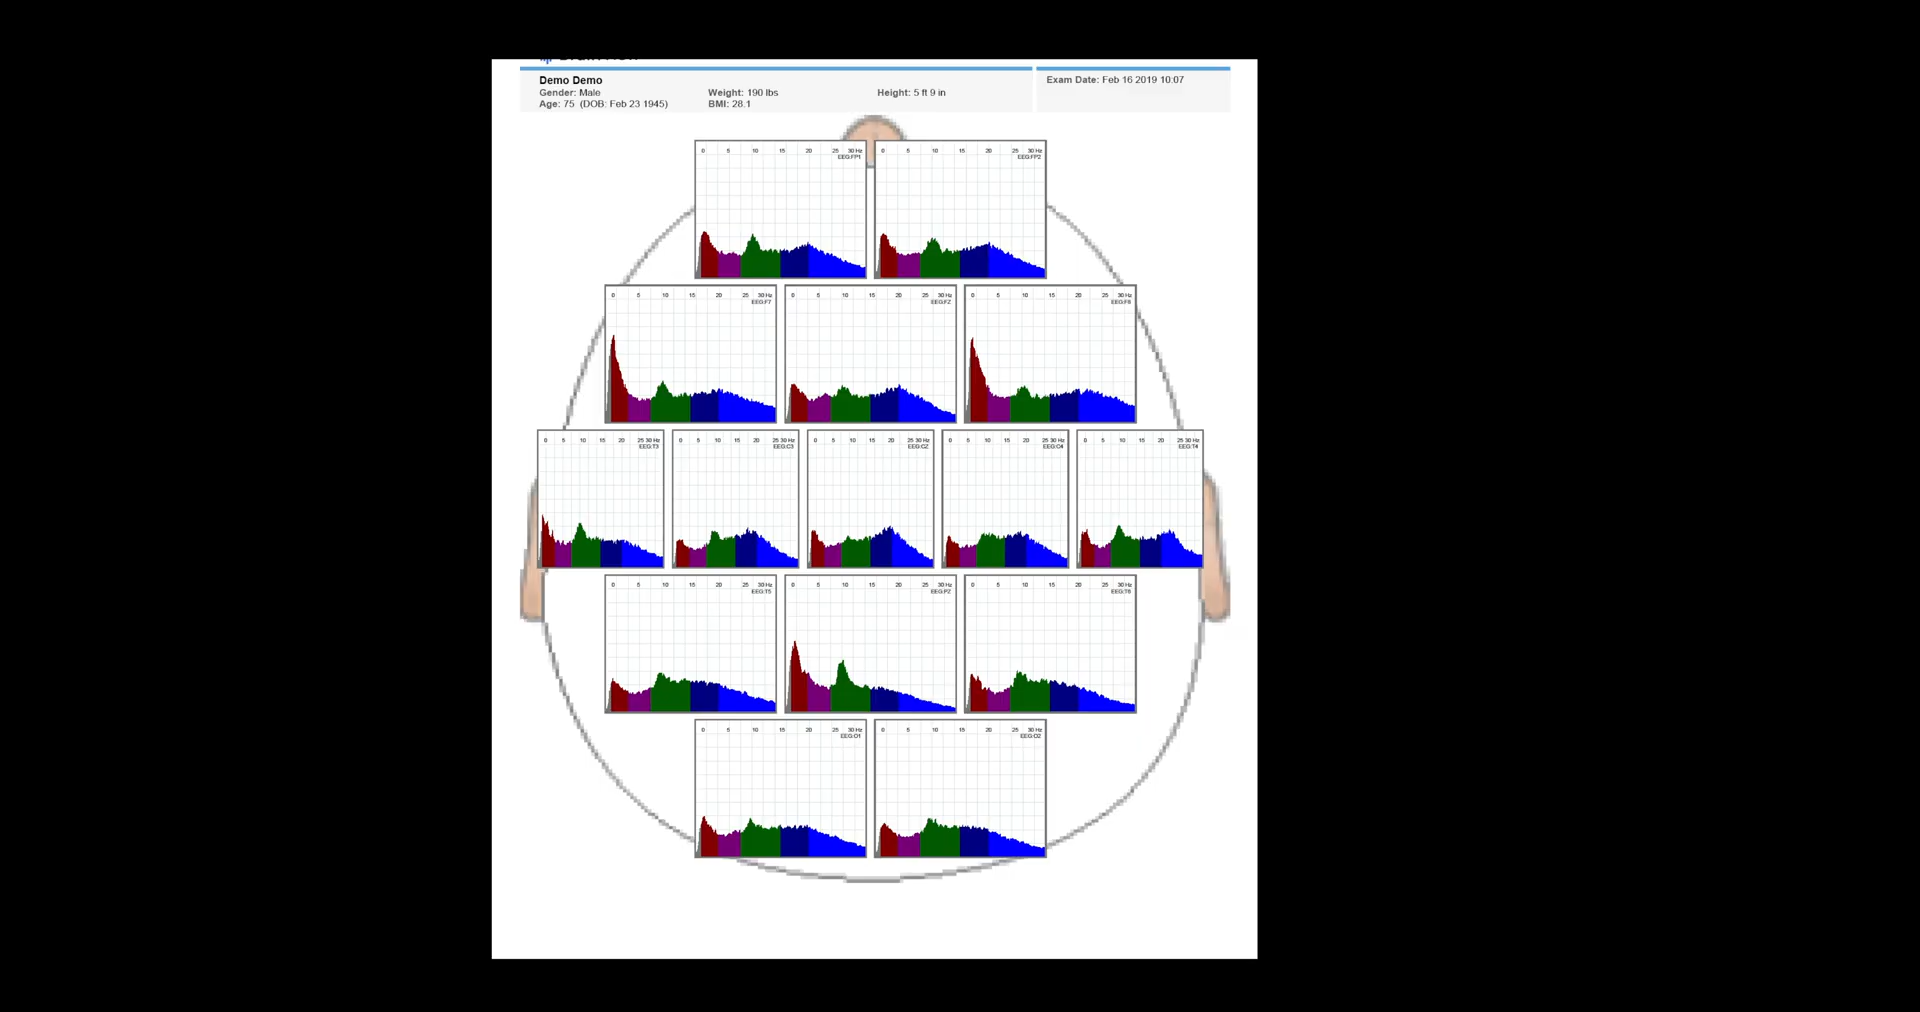 Demo Demo
Gender: Male
Age: 75 (DOB: Feb 23 1945)
Weight: 190 lbs
BMI: 28.1
Height: 5 ft 9 in
Exam Date: Feb 16 2019 10:07
0 5 10 15 20 25 30 Hz
EEG:FP1
0 5 10 15 20 25 30 Hz
EEG:FP2
0 5 10 15 20 25 30 Hz
EEG:F7
0 5 10 15 20 25 30 Hz
EEG:FZ
0 5 10 15 20 25 30 Hz
EEG:F8
0 5 10 15 20 25 30 Hz
EEG:T3
0 5 10 15 20 25 30 Hz
EEG:C3
0 5 10 15 20 25 30 Hz
EEG:CZ
0 5 10 15 20 25 30 Hz
EEG:C4
0 5 10 15 20 25 30 Hz
EEG:T4
0 5 10 15 20 25 30 Hz
EEG:T5
0 5 10 15 20 25 30 Hz
EEG:PZ
0 5 10 15 20 25 30 Hz
EEG:T6
0 5 10 15 20 25 30 Hz
EEG:O1
0 5 10 15 20 25 30 Hz
EEG:O2